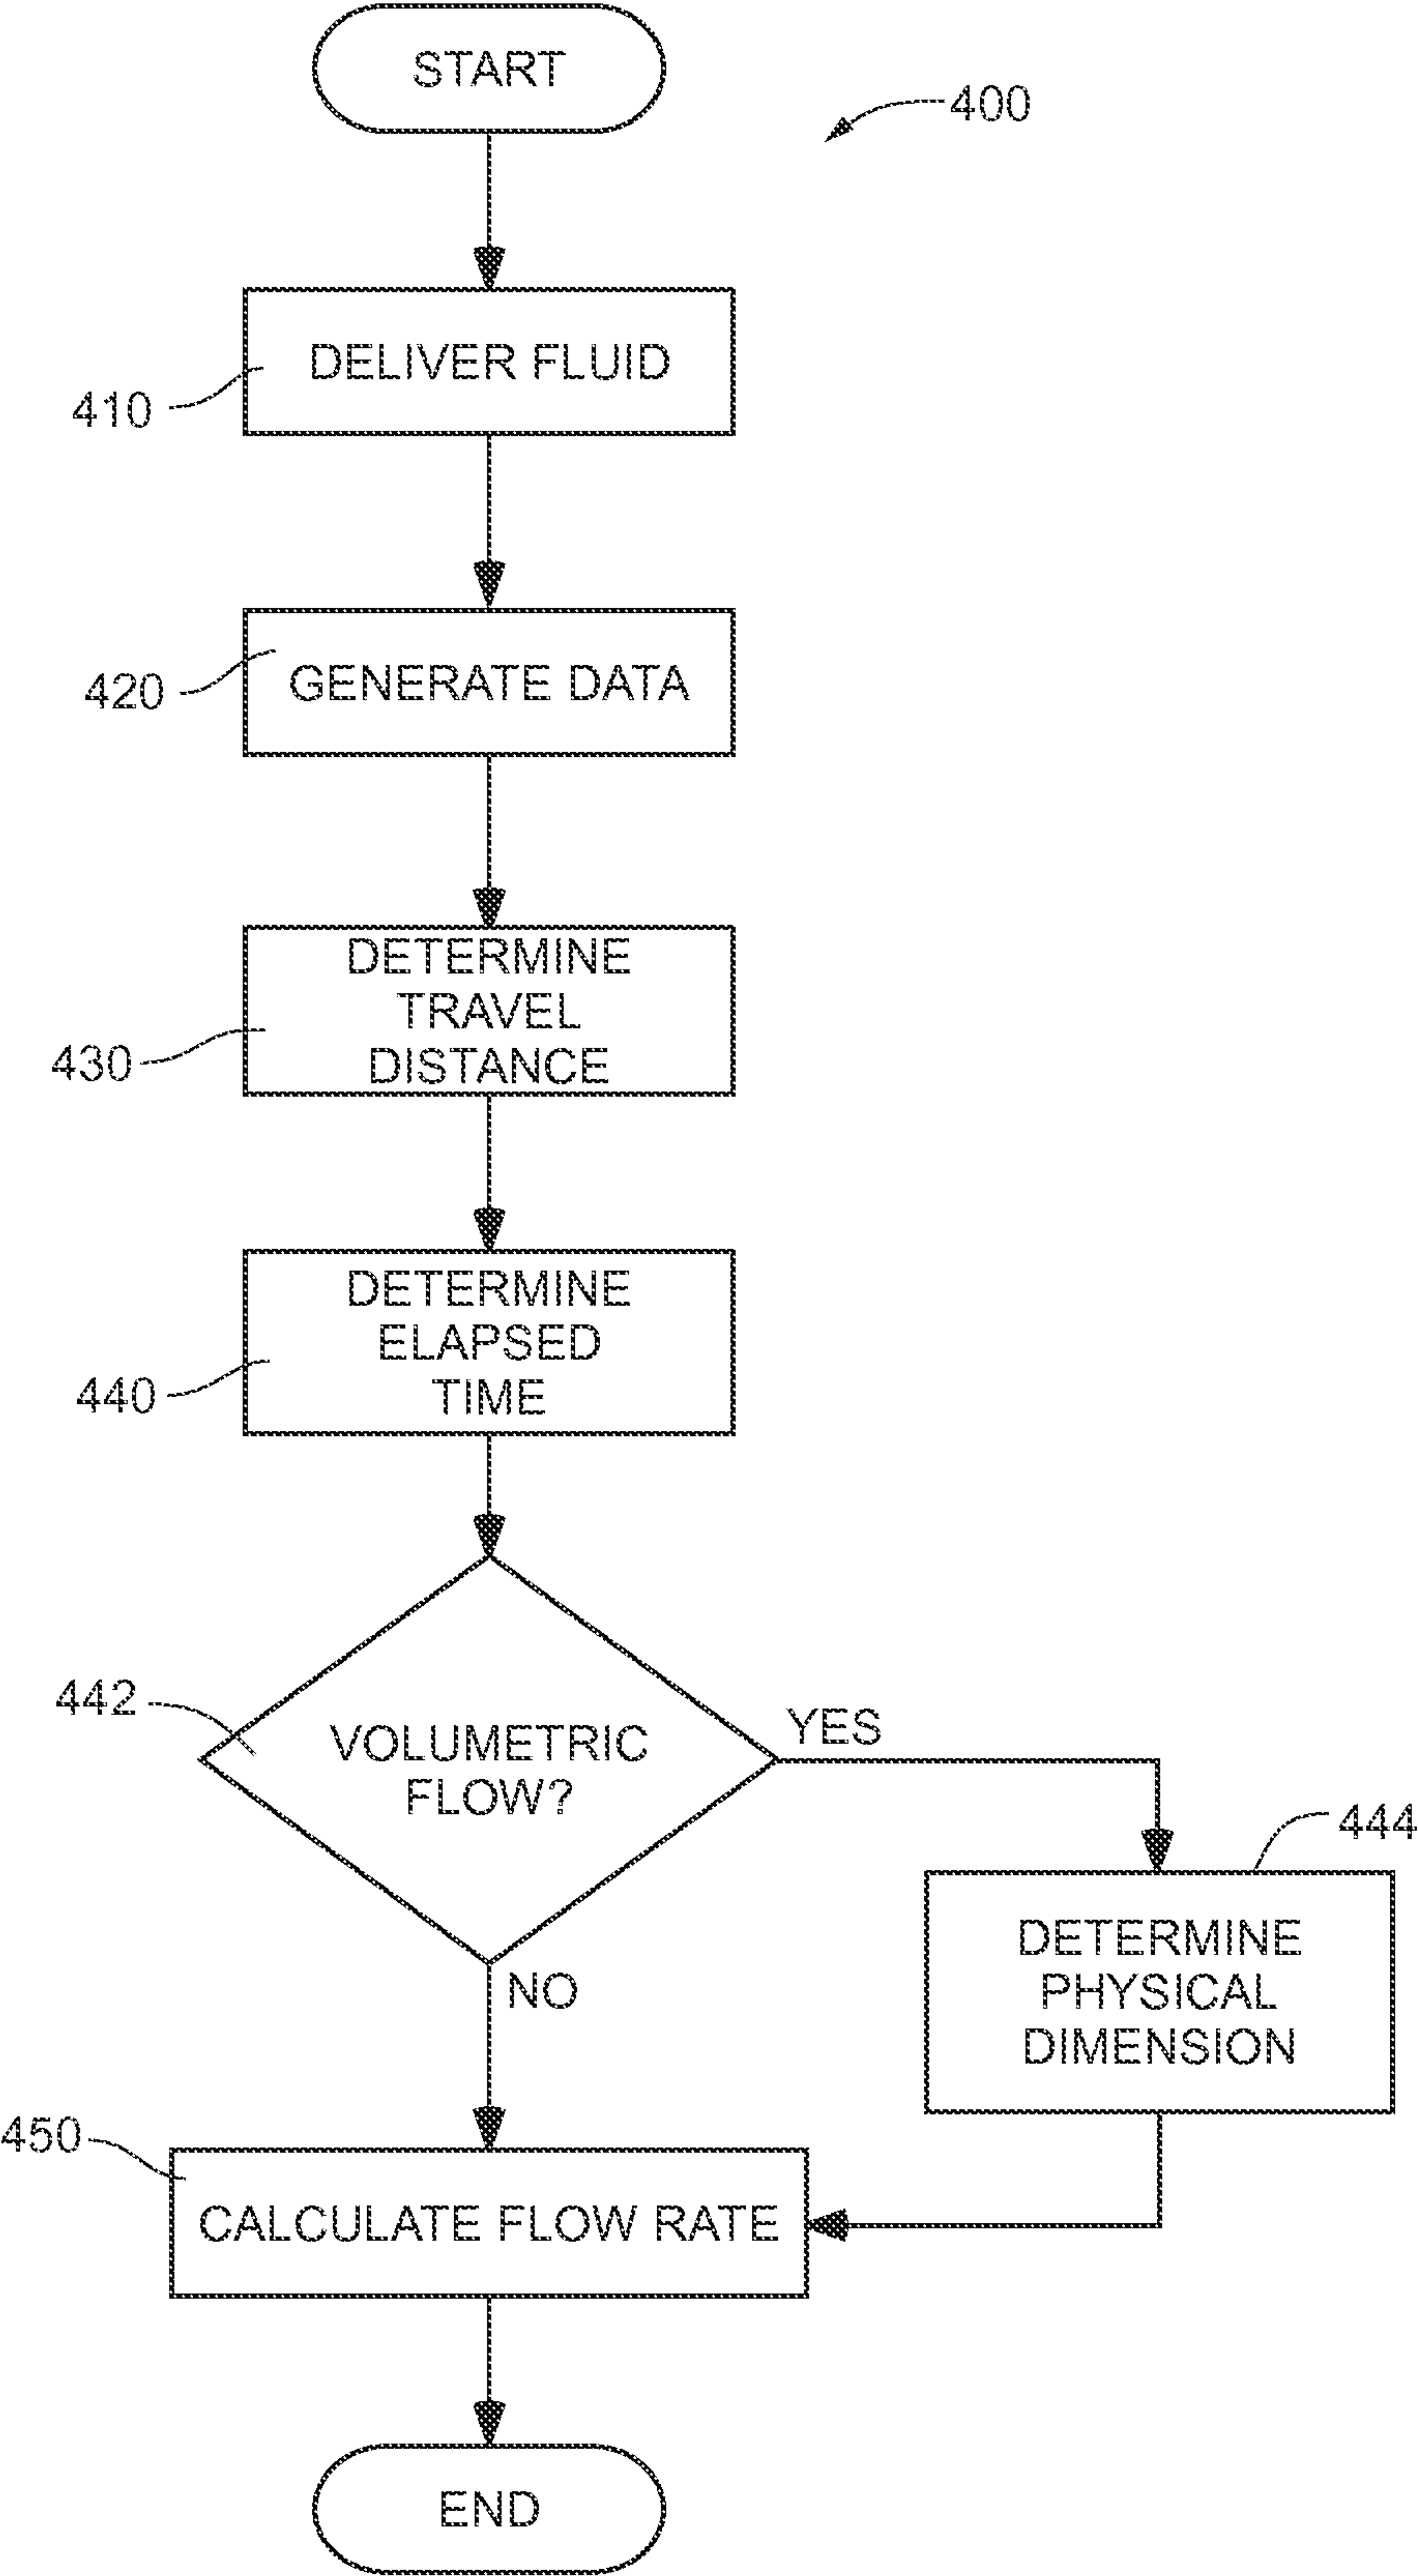 START
400
DELIVER FLUID
410
GENERATE DATA
420
DETERMINE
TRAVEL
DISTANCE
430
DETERMINE
ELAPSED
TIME
440
442
VOLUMETRIC
FLOW?
YES
444
DETERMINE
PHYSICAL
DIMENSION
NO
450
CALCULATE FLOW RATE
END